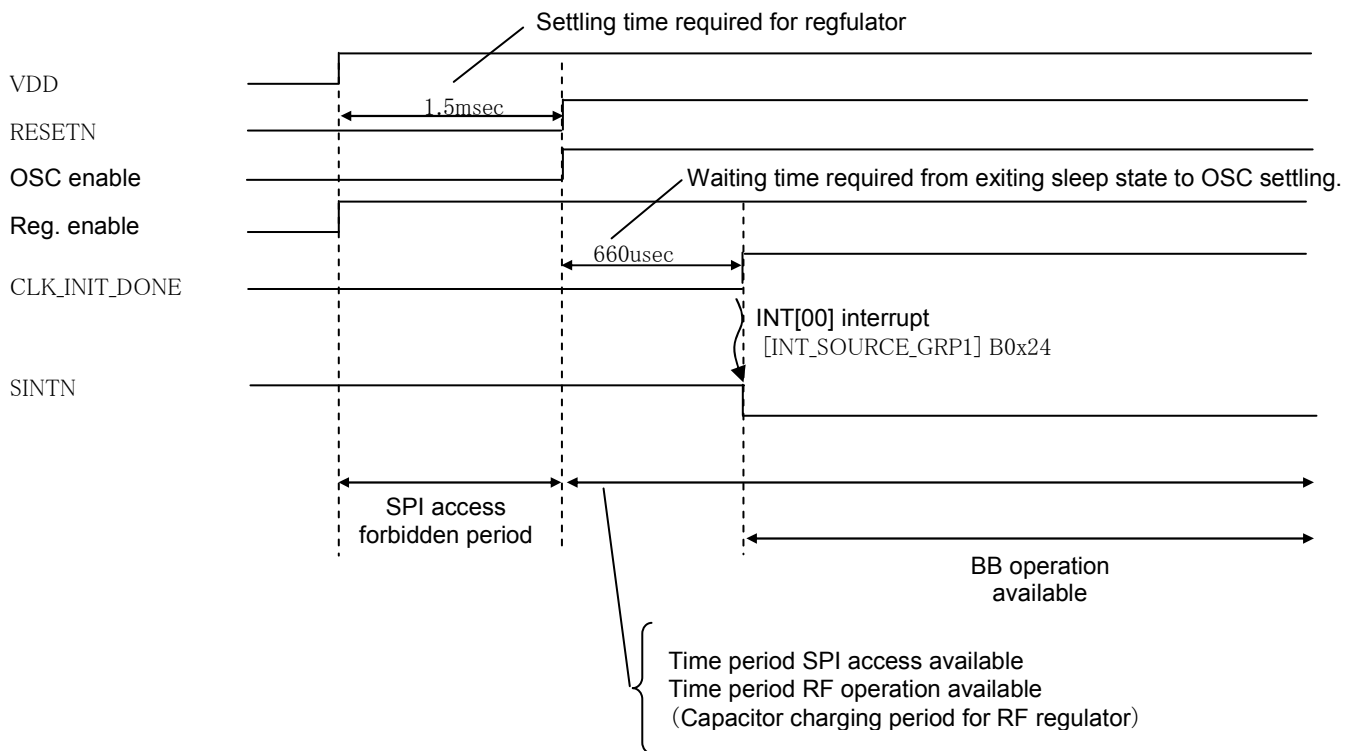 Settling time required for regfulator
VDD
1.5msec
RESETN
OSC enable
Waiting time required from exiting sleep state to OSC settling.
Reg. enable
660usec
CLK_INIT_DONE
INT[00] interrupt
[INT_SOURCE_GRP1] B0x24
SINTN
SPI access
forbidden period
BB operation
available
Time period SPI access available
Time period RF operation available
（Capacitor charging period for RF regulator）